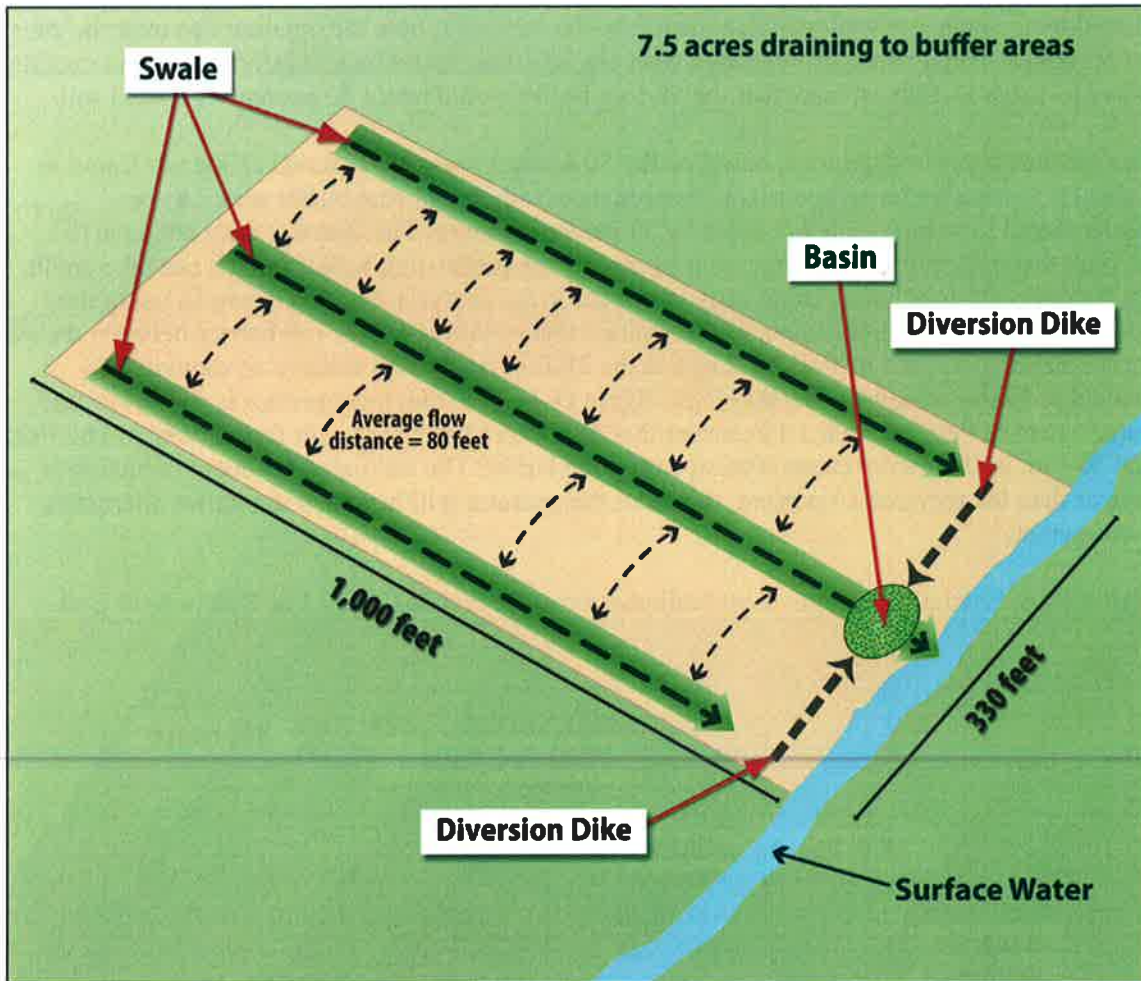 7.5 acres draining to buffer areas
Swale
Basin
Diversion Dike
Average flow
distance = 80 feet
1,000 feet
330 feet
Diversion Dike
Surface Water